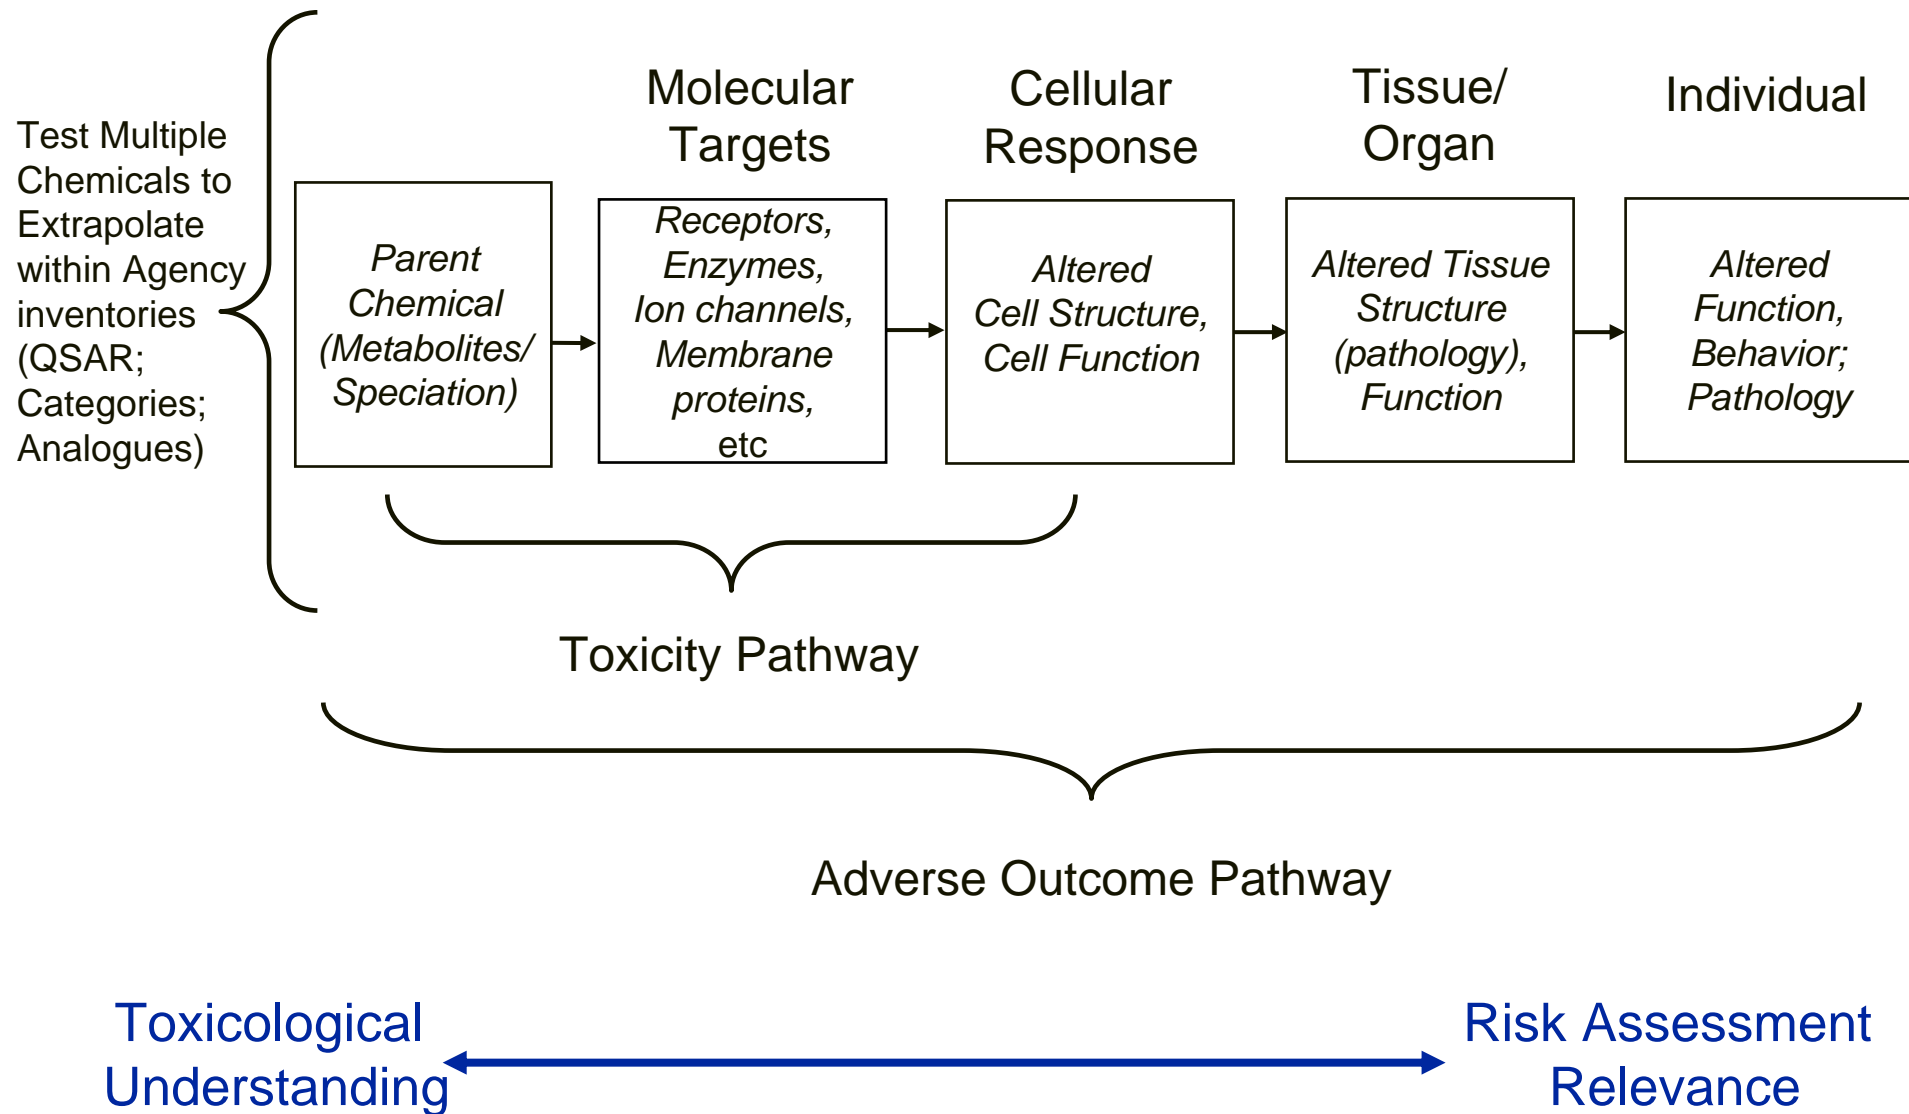 Test Multiple
Chemicals to
Extrapolate
within Agency
inventories
(QSAR;
Categories;
Analogues)
Parent
Chemical
(Metabolites/
Speciation)
Molecular
Targets
Receptors,
Enzymes,
Ion channels,
Membrane
proteins,
etc
Cellular
Response
Altered
Cell Structure,
Cell Function
Tissue/
Organ
Altered Tissue
Structure
(pathology),
Function
Individual
Altered
Function,
Behavior;
Pathology
Toxicity Pathway
Adverse Outcome Pathway
Toxicological
Understanding
Risk Assessment
Relevance